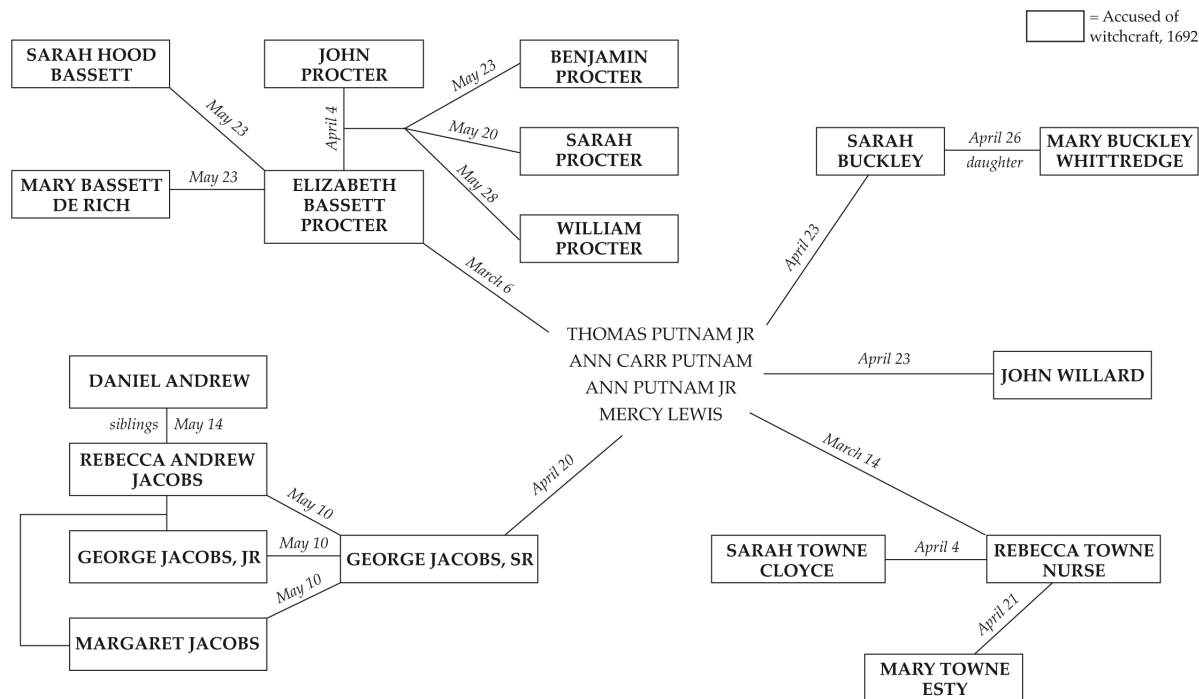 = Accused of
witchcraft, 1692
SARAH HOOD
BASSETT
JOHN
PROCTER
BENJAMIN
PROCTER
May 23
April 4
May 23
May 20
SARAH
PROCTER
SARAH
BUCKLEY
April 26
daughter
MARY BUCKLEY
WHITTREDGE
MARY BASSETT
DE RICH
May 23
ELIZABETH
BASSETT
PROCTER
May 28
WILLIAM
PROCTER
March 6
April 23
THOMAS PUTNAM JR
ANN CARR PUTNAM
ANN PUTNAM JR
MERCY LEWIS
April 23
JOHN WILLARD
DANIEL ANDREW
siblings May 14
REBECCA ANDREW
JACOBS
April 20
March 14
May 10
GEORGE JACOBS, JR
May 10
GEORGE JACOBS, SR
May 10
MARGARET JACOBS
SARAH TOWNE
CLOYCE
April 4
REBECCA TOWNE
NURSE
April 21
MARY TOWNE
ESTY